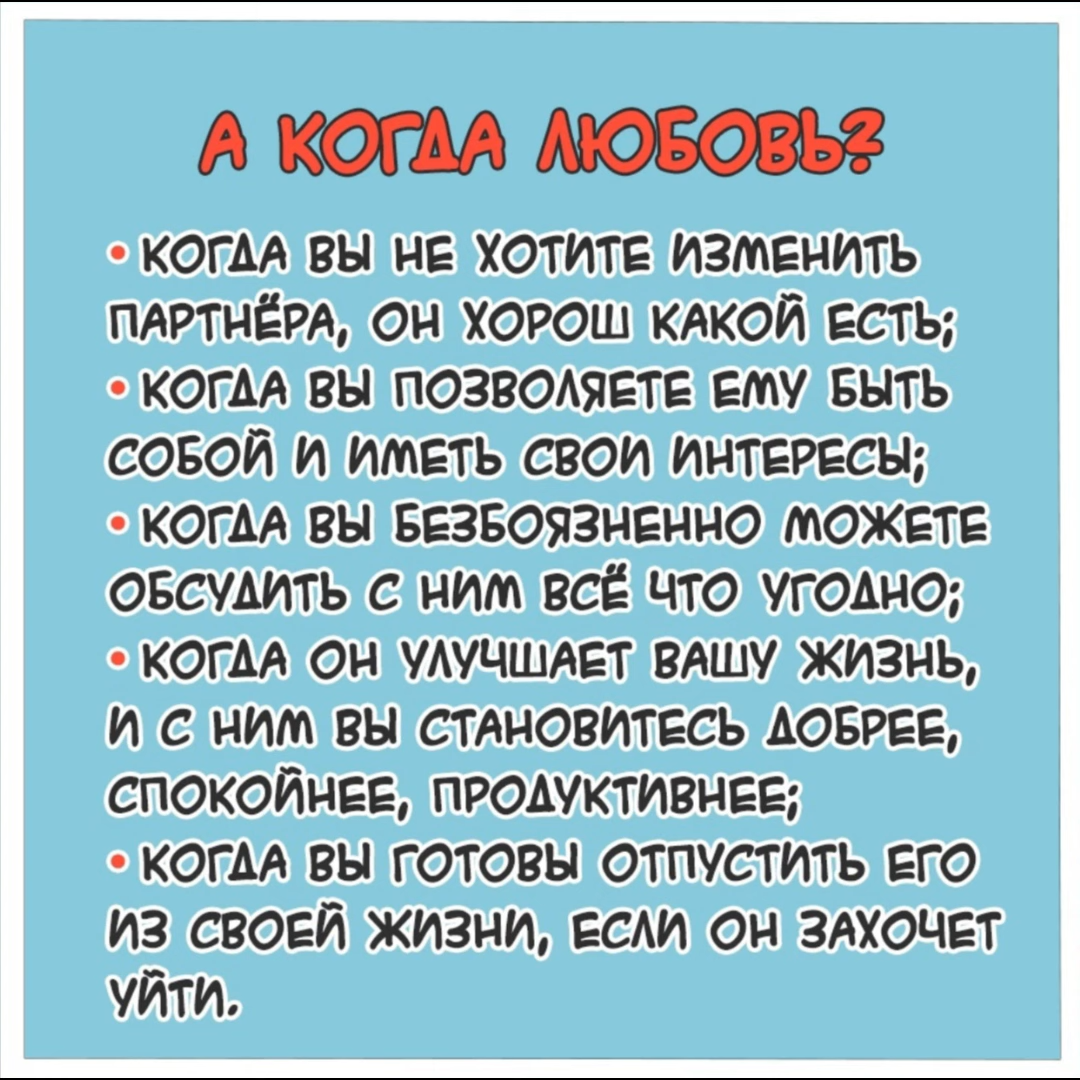 А КОГДА ЛЮБОВЬ?
• КОГДА ВЫ НЕ ХОТИТЕ ИЗМЕНИТЬ
ПАРТНЁРА, ОН ХОРОШ КАКОЙ ЕСТЬ;
• КОГДА ВЫ ПОЗВОЛЯЕТЕ ЕМУ БЫТЬ
СОБОЙ И ИМЕТЬ СВОИ ИНТЕРЕСЫ;
• КОГДА ВЫ БЕЗБОЯЗНЕННО МОЖЕТЕ
ОБСУДИТЬ С НИМ ВСЁ ЧТО УГОДНО;
• КОГДА ОН УЛУЧШАЕТ ВАШУ ЖИЗНЬ,
И С НИМ ВЫ СТАНОВИТЕСЬ ДОБРЕЕ,
СПОКОЙНЕЕ, ПРОДУКТИВНЕЕ;
• КОГДА ВЫ ГОТОВЫ ОТПУСТИТЬ ЕГО
ИЗ СВОЕЙ ЖИЗНИ, ЕСЛИ ОН ЗАХОЧЕТ
УЙТИ.